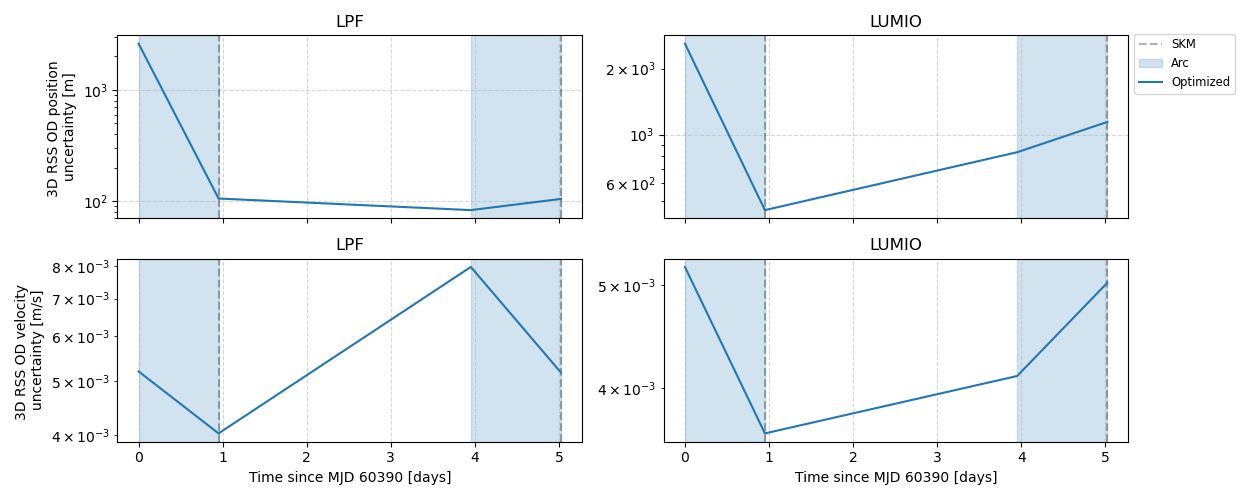 LPF
3D RSS OD position
uncertainty [m]
10³
10²
LUMIO
2 × 10³
10³
6 × 10²
SKM
Arc
Optimized
LPF
3D RSS OD velocity
uncertainty [m/s]
8 × 10⁻³
7 × 10⁻³
6 × 10⁻³
5 × 10⁻³
4 × 10⁻³
0 1 2 3 4 5
Time since MJD 60390 [days]
LUMIO
5 × 10⁻³
4 × 10⁻³
0 1 2 3 4 5
Time since MJD 60390 [days]